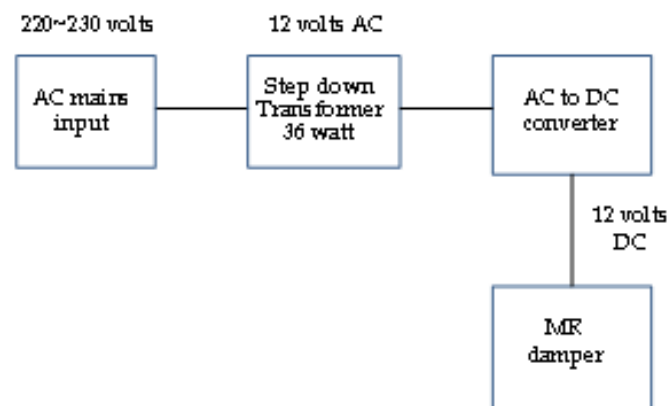 220~230 volts
12 volts AC
AC mains
input
Step down
Transformer
36 watt
AC to DC
converter
12 volts
DC
MR
damper